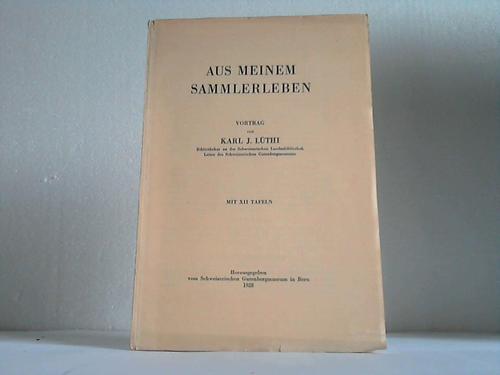 AUS MEINEM
SAMMLERLEBEN
VORTRAG
von
KARL J. LÜTHI
Bibliothekar an der Schweizerischen Landesbibliothek
Leiter des Schweizerischen Gutenbergmuseums
MIT XII TAFELN
Herausgegeben
vom Schweizerischen Gutenbergmuseum in Bern
1928